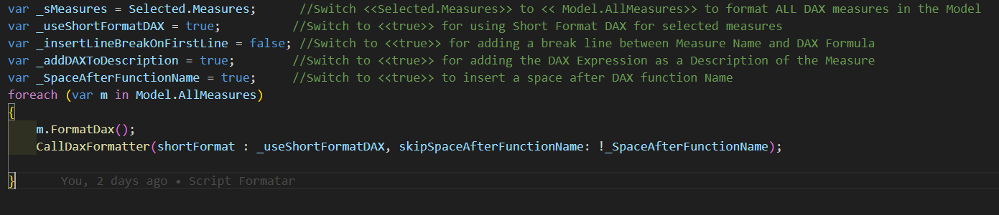 var _sMeasures = Selected.Measures;      //Switch <<Selected.Measures>> to << Model.AllMeasures>> to format ALL DAX measures in the Model
var _useShortFormatDAX = true;          //Switch to <<true>> for using Short Format DAX for selected measures
var _insertLineBreakOnFirstLine = false; //Switch to <<true>> for adding a break line between Measure Name and DAX Formula
var _addDAXToDescription = true;        //Switch to <<true>> for adding the DAX Expression as a Description of the Measure
var _SpaceAfterFunctionName = true;     //Switch to <<true>> to insert a space after DAX function Name
foreach (var m in Model.AllMeasures)
{
    m.FormatDax();
    CallDaxFormatter(shortFormat : _useShortFormatDAX, skipSpaceAfterFunctionName: !_SpaceAfterFunctionName);
}      You, 2 days ago • Script Formatar